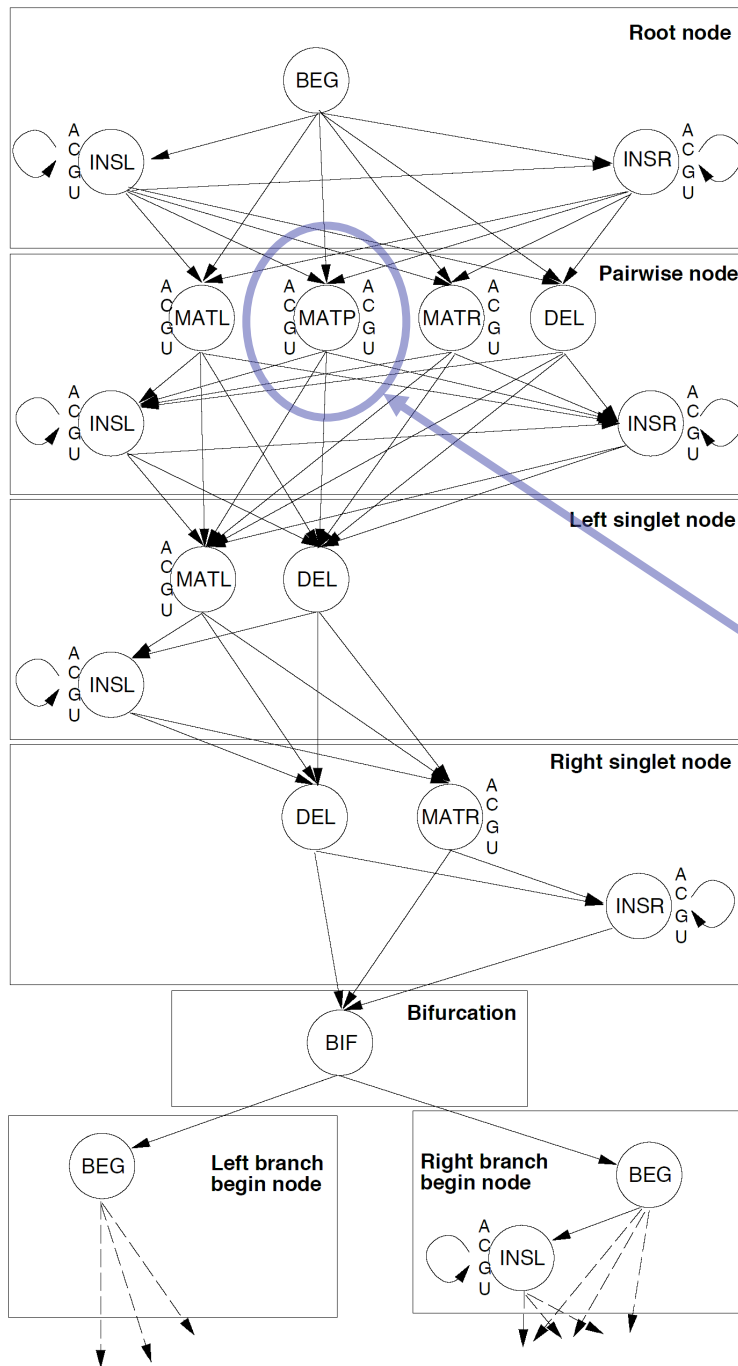 Root node
BEG
A
C
G
U
INSL
INSR
A
C
G
U
Pairwise node
A
C
G
U
MATL
A
C
G
U
MATP
A
C
G
U
MATR
A
C
G
U
DEL
A
C
G
U
INSL
INSR
A
C
G
U
Left singlet node
A
C
G
U
MATL
DEL
A
C
G
U
INSL
Right singlet node
DEL
MATR
A
C
G
U
INSR
A
C
G
U
Bifurcation
BIF
BEG
Left branch
begin node
Right branch
begin node
BEG
A
C
G
U
INSL